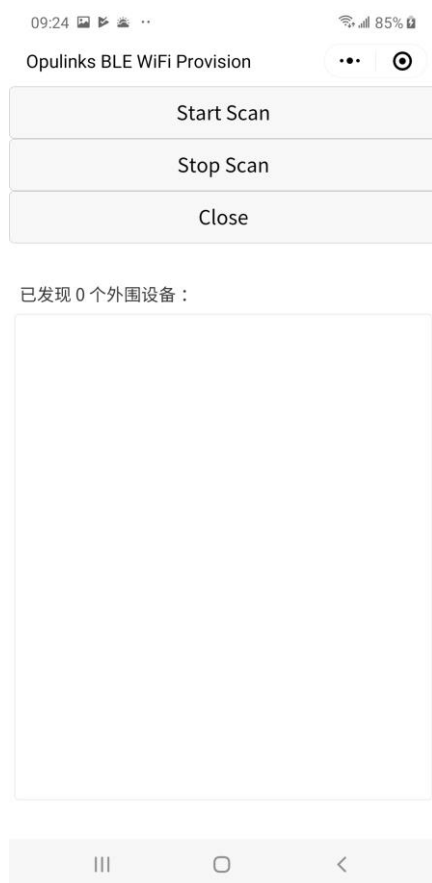 09:24
85%
Opulinks BLE WiFi Provision
Start Scan
Stop Scan
Close
已发现 0 个外围设备：